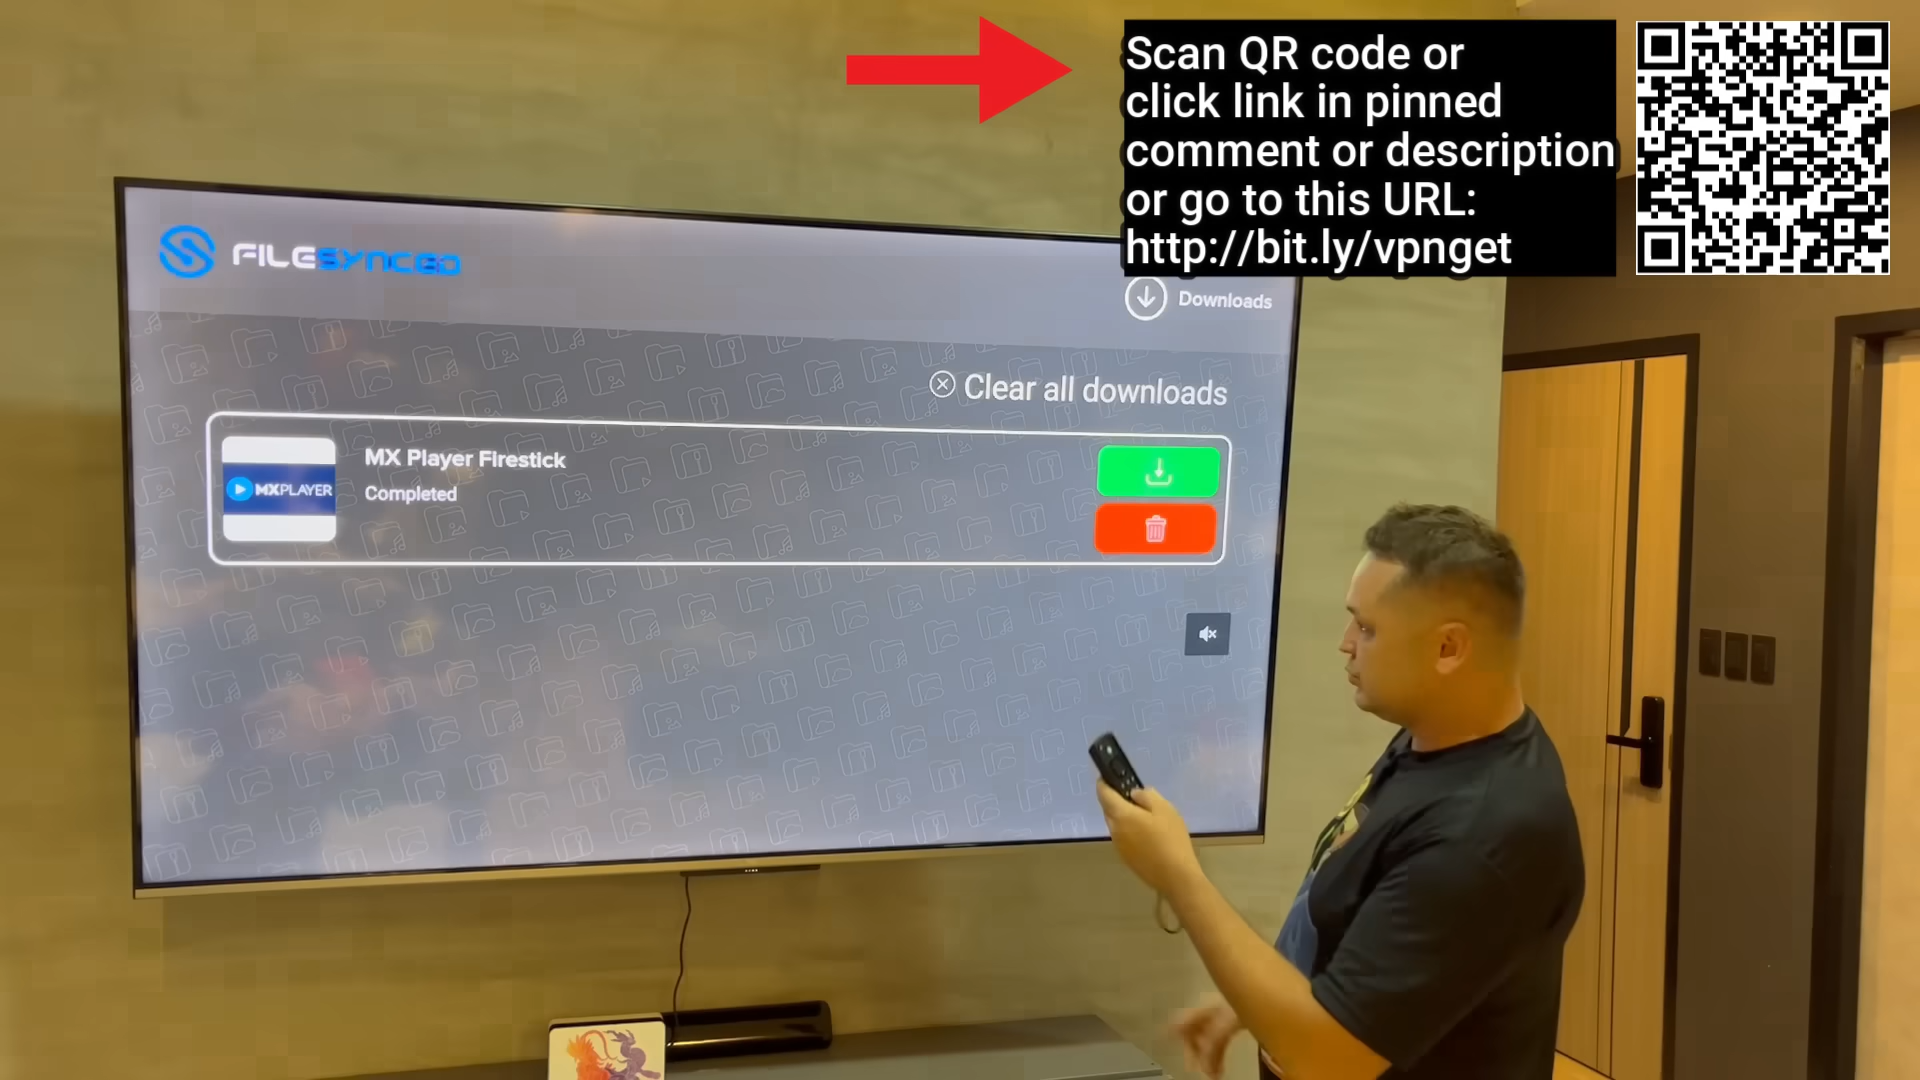 Scan QR code or
click link in pinned
comment or description
or go to this URL:
http://bit.ly/vpnget
FILESYNCED
Downloads
Clear all downloads
MX Player Firestick
Completed
MXPLAYER